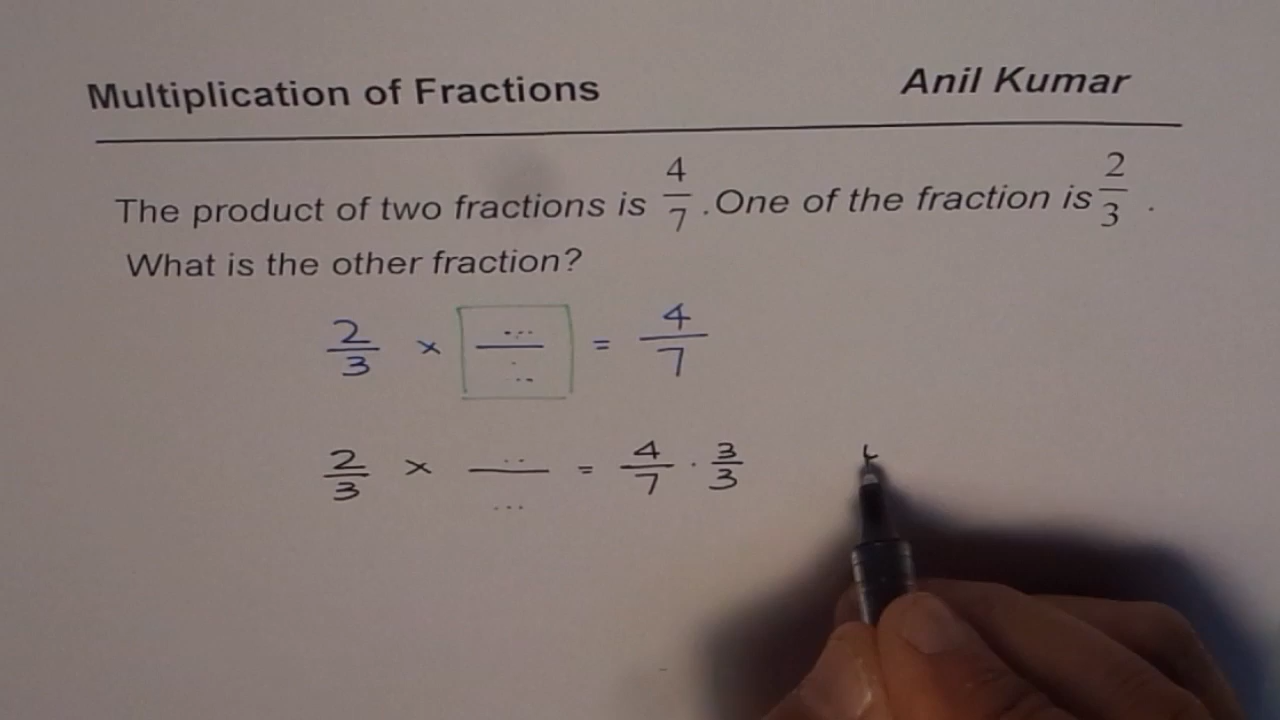 Multiplication of Fractions Anil Kumar
The product of two fractions is 4/7 . One of the fraction is 2/3 .
What is the other fraction?
2/3 × .../... = 4/7
2/3 × ../... = 4/7 · 3/3